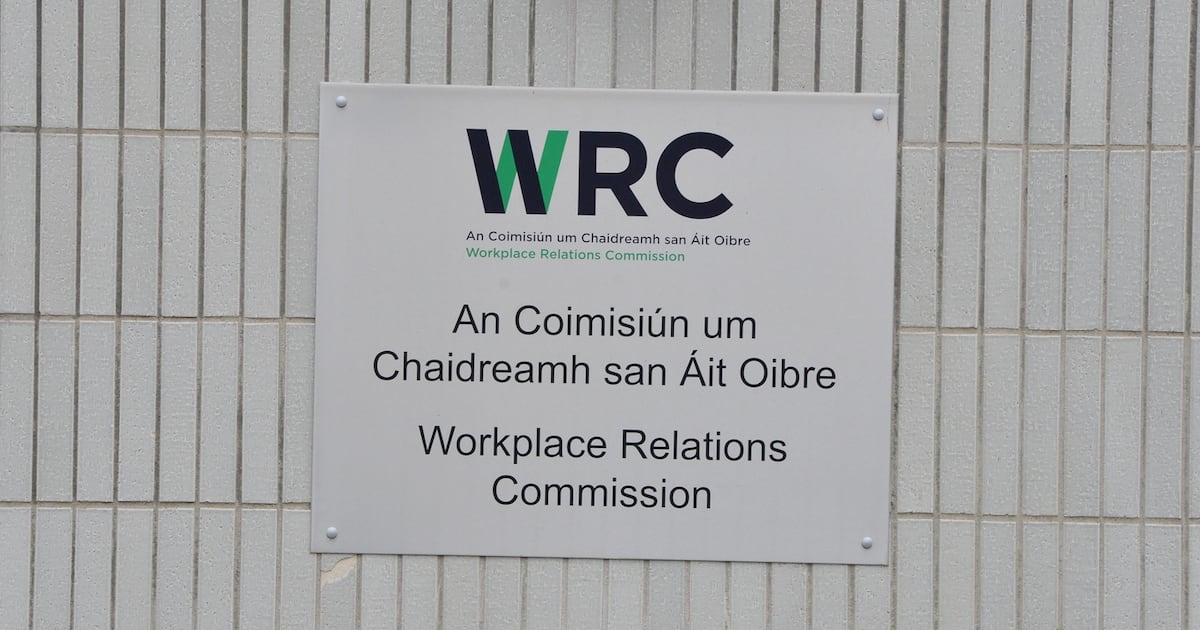 WRC
An Coimisiún um Chaidreamh san Áit Oibre
Workplace Relations Commission
An Coimisiún um
Chaidreamh san Áit Oibre
Workplace Relations
Commission